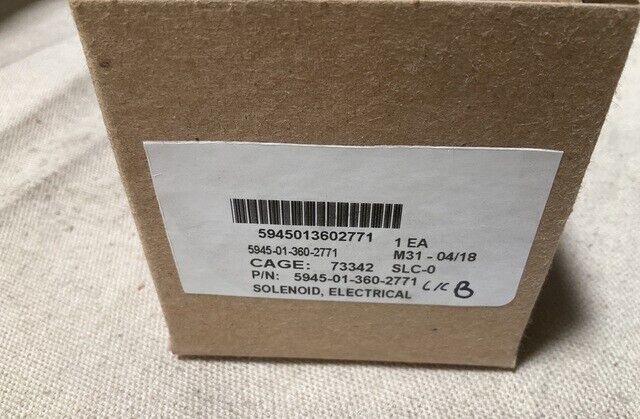 5945013602771
1 EA
5945-01-360-2771
M31 - 04/18
CAGE: 73342 SLC-0
P/N: 5945-01-360-2771
SOLENOID, ELECTRICAL
B